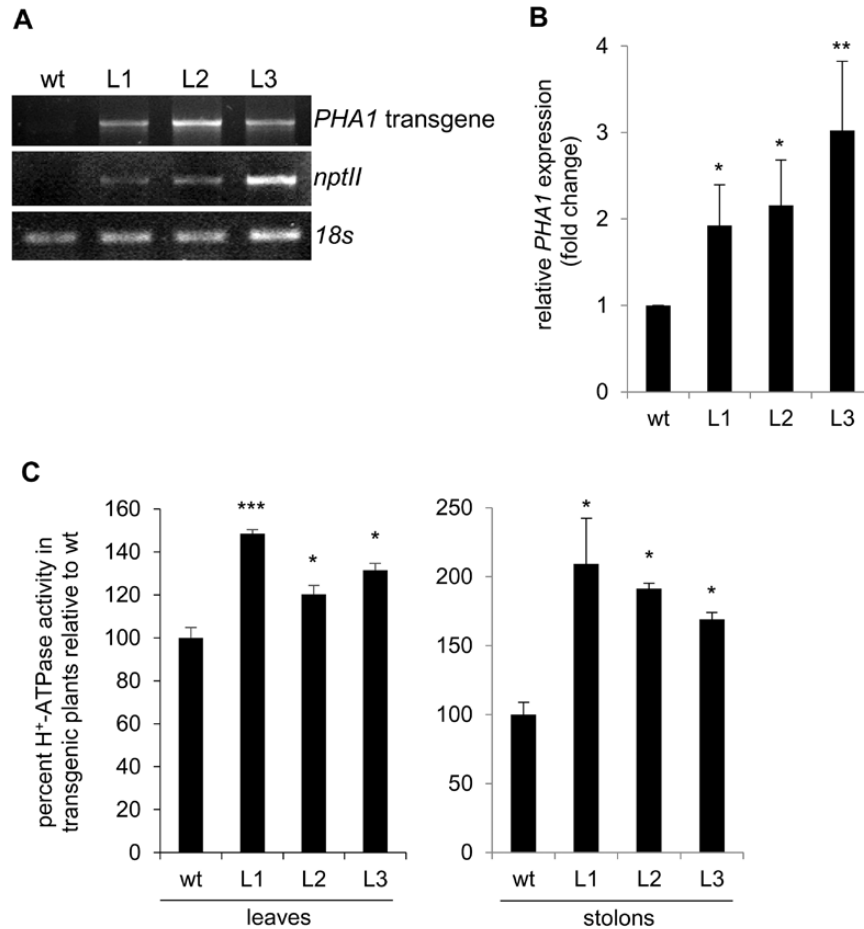 A
wt L1 L2 L3
PHA1 transgene
nptII
18s
B
relative PHA1 expression
(fold change)
4
3
2
1
0
* * **
wt L1 L2 L3
C
percent H⁺-ATPase activity in
transgenic plants relative to wt
160
140
120
100
80
60
40
20
0
*** * *
wt L1 L2 L3
leaves
250
200
150
100
50
0
* * *
wt L1 L2 L3
stolons